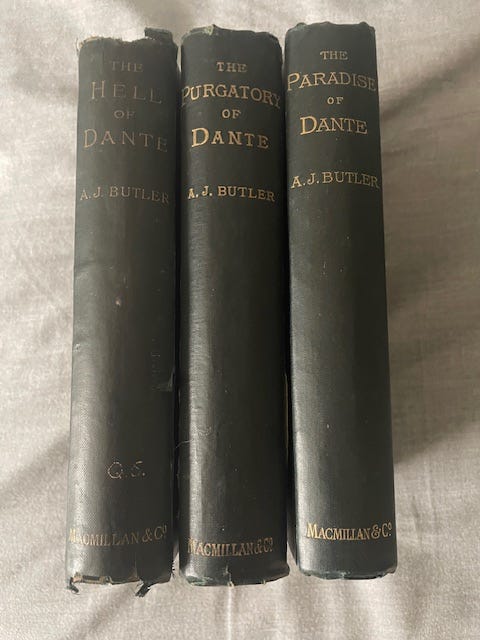 THE
HELL
OF
DANTE
A.J. BUTLER
Q.S.
MACMILLAN & Co
THE
PURGATORY
OF
DANTE
A.J. BUTLER
MACMILLAN & Co
THE
PARADISE
OF
DANTE
A.J. BUTLER
MACMILLAN & Co